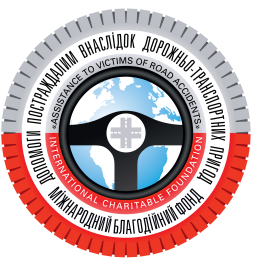 МІЖНАРОДНИЙ БЛАГОДІЙНИЙ ФОНД
ДОПОМОГИ ПОСТРАЖДАЛИМ ВНАСЛІДОК ДОРОЖНЬО-ТРАНСПОРТНИХ ПРИГОД
INTERNATIONAL CHARITABLE FOUNDATION
«ASSISTANCE TO VICTIMS OF ROAD ACCIDENTS»